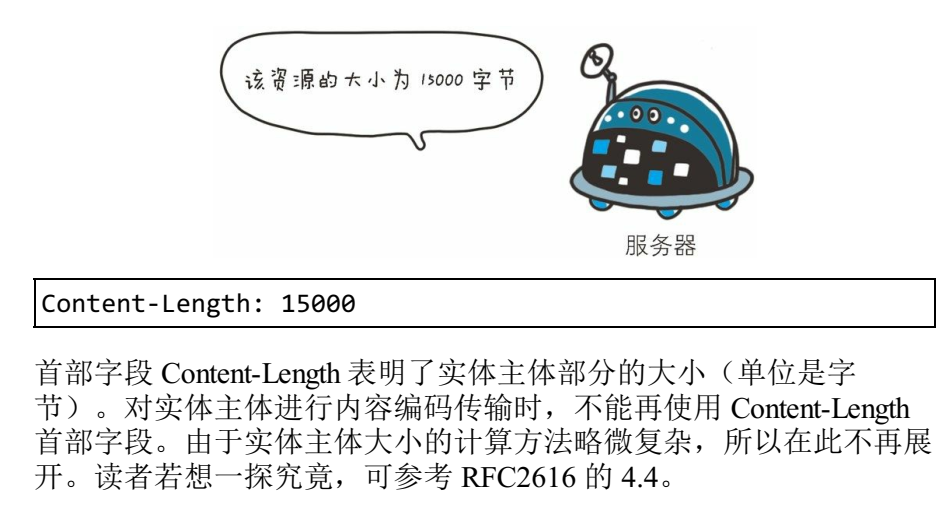 该资源的大小为 15000 字节
服务器
Content-Length: 15000
首部字段 Content-Length 表明了实体主体部分的大小（单位是字
节）。对实体主体进行内容编码传输时，不能再使用 Content-Length
首部字段。由于实体主体大小的计算方法略微复杂，所以在此不再展
开。读者若想一探究竟，可参考 RFC2616 的 4.4。